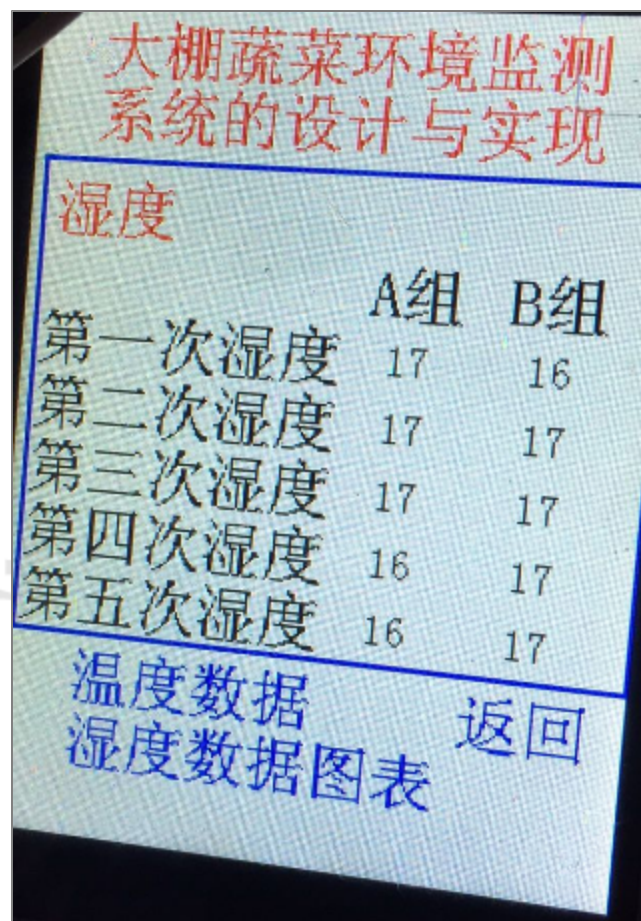 大棚蔬菜环境监测
系统的设计与实现
湿度
A组 B组
第一次湿度 17 16
第二次湿度 17 17
第三次湿度 17 17
第四次湿度 16 17
第五次湿度 16 17
温度数据 返回
湿度数据图表